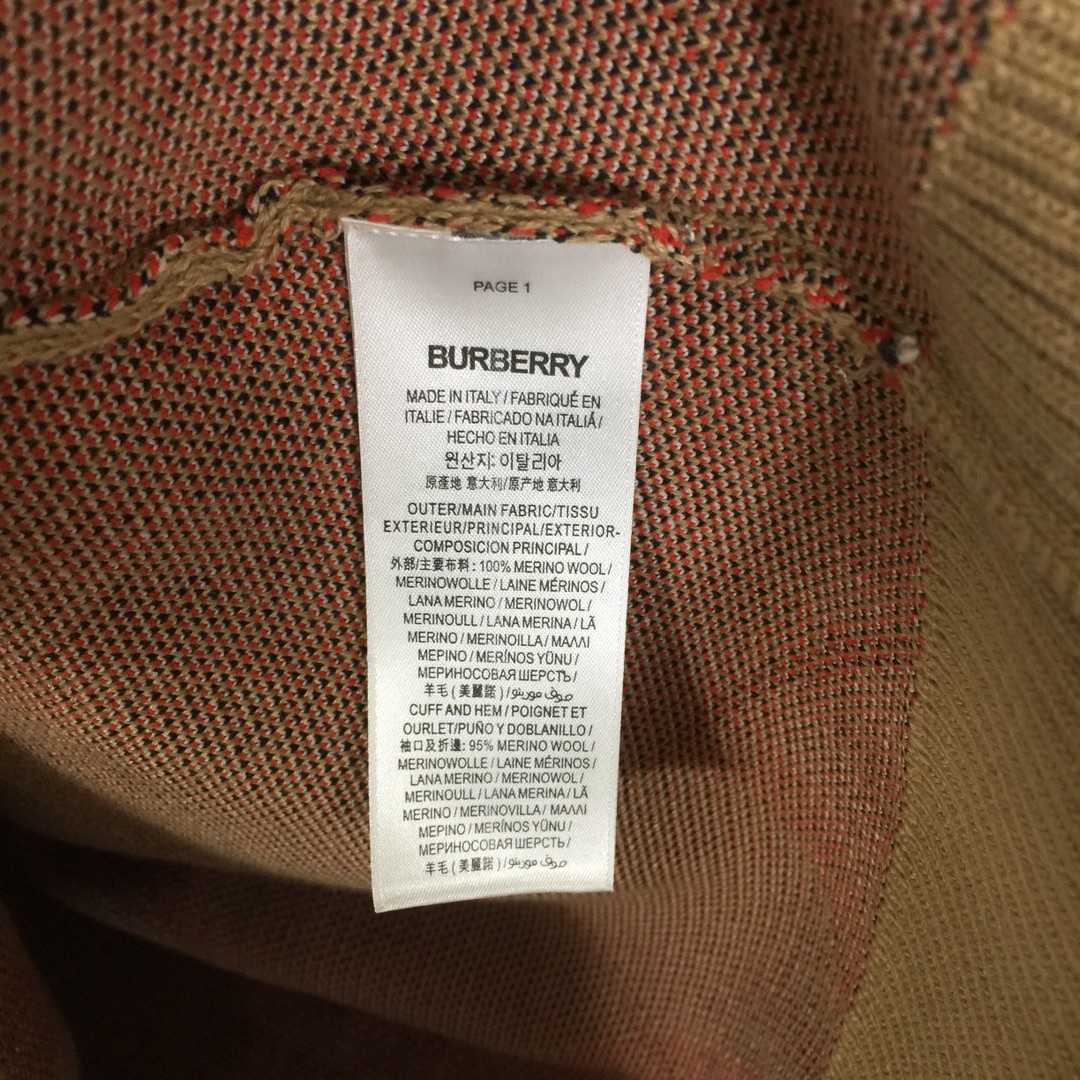 PAGE 1
BURBERRY
MADE IN ITALY / FABRIQUÉ EN
ITALIE / FABRICADO NA ITALIÁ /
HECHO EN ITALIA
원산지: 이탈리아
原產地 意大利/原产地 意大利
OUTER/MAIN FABRIC/TISSU
EXTERIEUR/PRINCIPAL/EXTERIOR-
COMPOSICION PRINCIPAL /
外部/主要布料 : 100% MERINO WOOL /
MERINOWOLLE / LAINE MÉRINOS /
LANA MERINO / MERINOWOL /
MERINOULL / LANA MERINA / LÃ
MERINO / MERINOILLA / ΜΑΛΛΙ
ΜΕΡΙΝΟ / MERİNOS YÜNU /
МЕРИНОСОВАЯ ШЕРСТЬ /
羊毛 ( 美麗諾 ) /صوف مورينو
CUFF AND HEM / POIGNET ET
OURLET/PUÑO Y DOBLANILLO /
袖口及折邊: 95% MERINO WOOL /
MERINOWOLLE / LAINE MÉRINOS /
LANA MERINO / MERINOWOL /
MERINOULL / LANA MERINA / LÃ
MERINO / MERINOVILLA / ΜΑΛΛΙ
ΜΕΡΙΝΟ / MERİNOS YÜNU /
МЕРИНОСОВАЯ ШЕРСТЬ /
羊毛 ( 美麗諾 ) /صوف مورينو